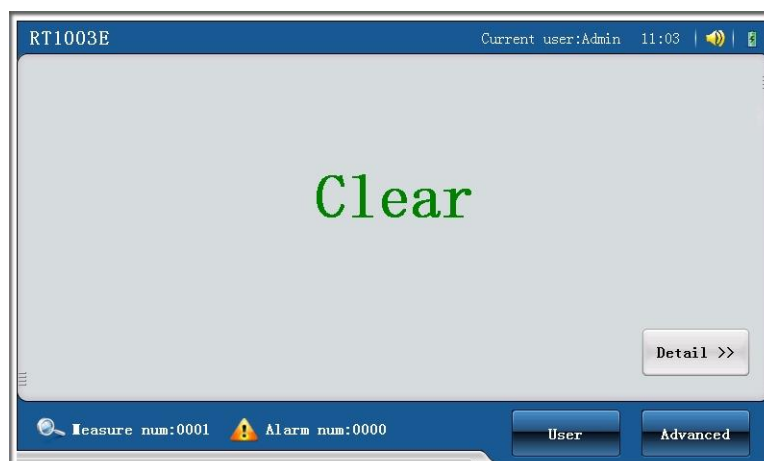 RT1003E Current user:Admin 11:03
Clear
Detail >>
Measure num:0001 Alarm num:0000
User Advanced